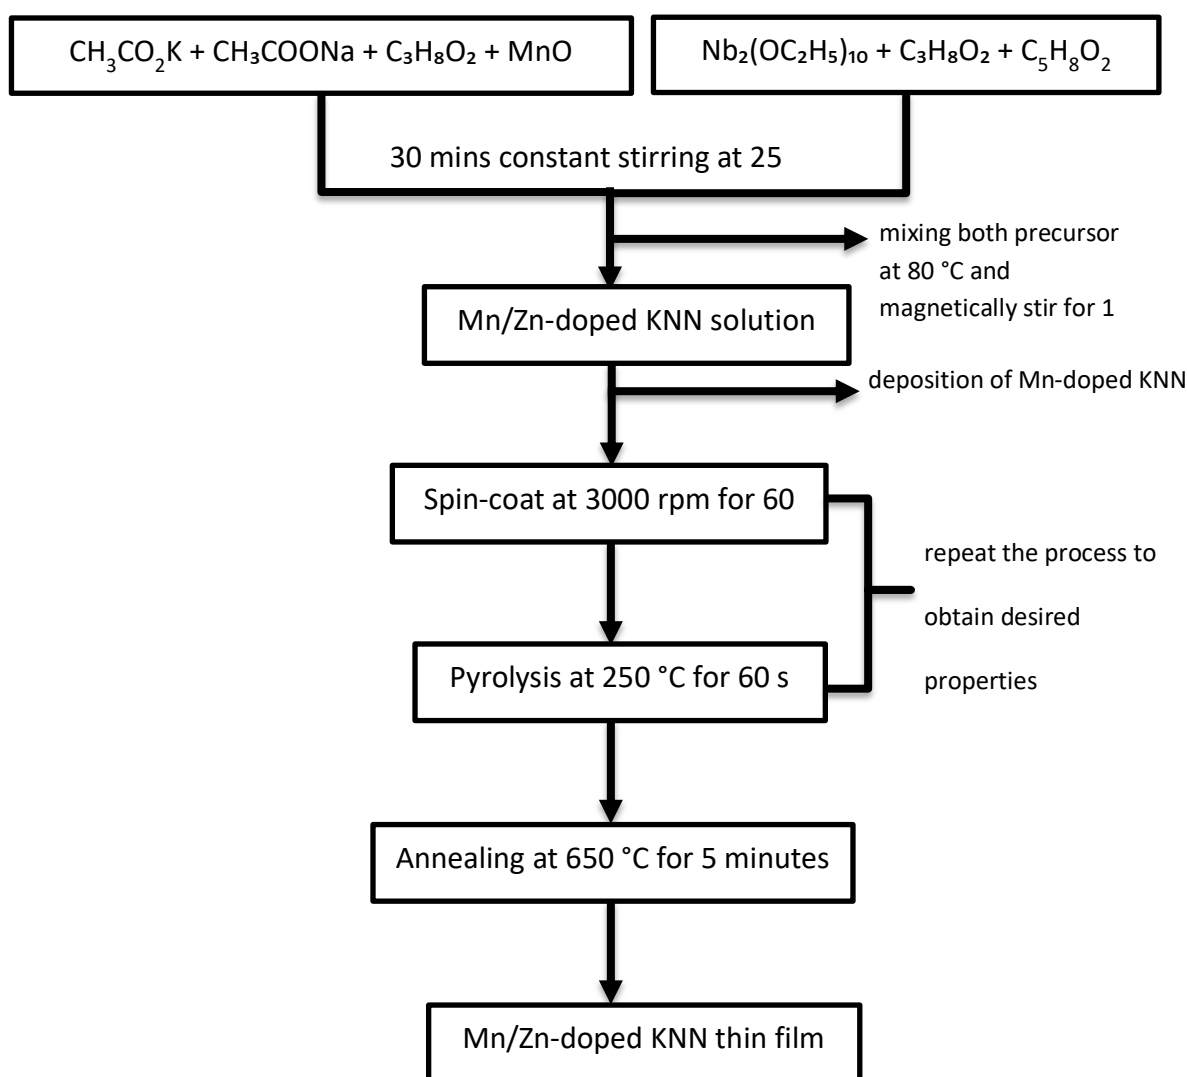 CH₃CO₂K + CH₃COONa + C₃H₈O₂ + MnO
Nb₂(OC₂H₅)₁₀ + C₃H₈O₂ + C₅H₈O₂
30 mins constant stirring at 25
mixing both precursor
at 80 °C and
magnetically stir for 1
Mn/Zn-doped KNN solution
deposition of Mn-doped KNN
Spin-coat at 3000 rpm for 60
repeat the process to
obtain desired
properties
Pyrolysis at 250 °C for 60 s
Annealing at 650 °C for 5 minutes
Mn/Zn-doped KNN thin film